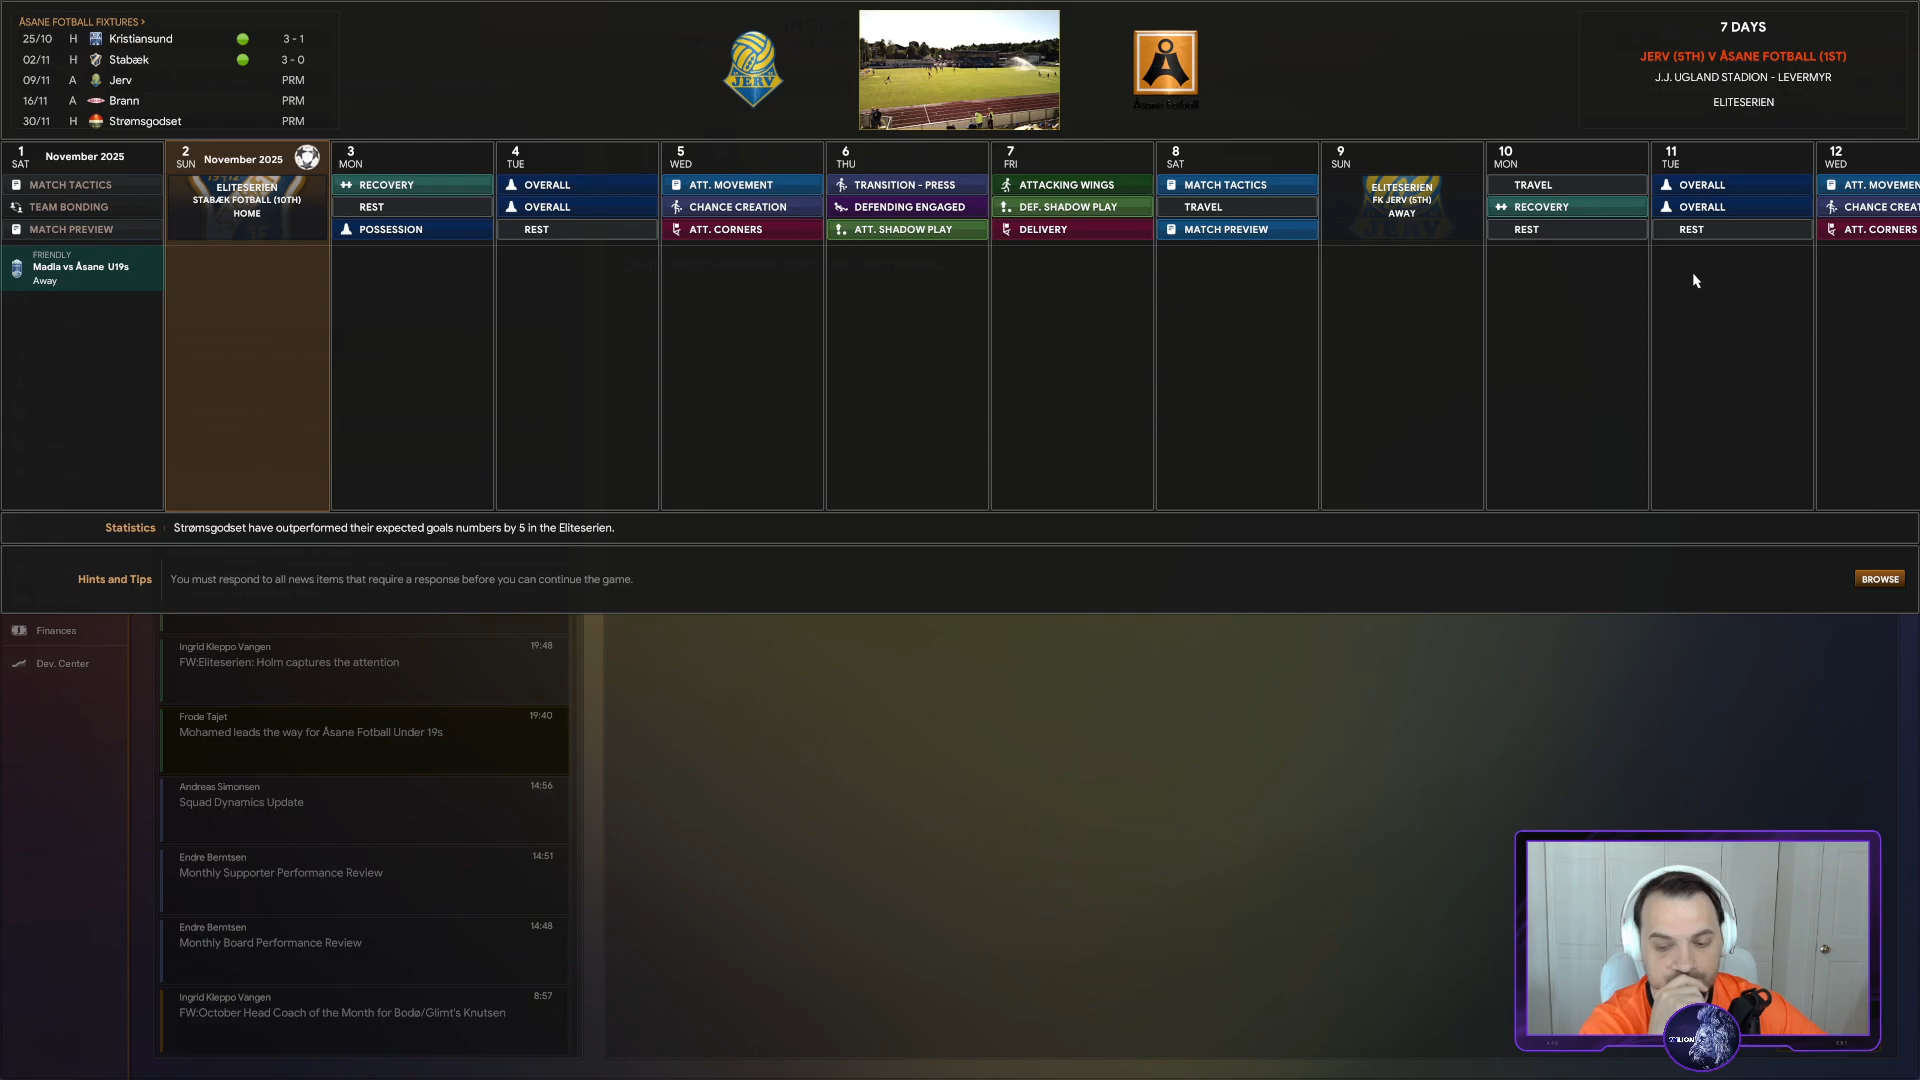 ÅSANE FOTBALL FIXTURES >
25/10 H Kristiansund 3 - 1
02/11 H Stabæk 3 - 0
09/11 A Jerv PRM
16/11 A Brann PRM
30/11 H Strømsgodset PRM
JERV
Åsane Fotball
7 DAYS
JERV (5TH) V ÅSANE FOTBALL (1ST)
J.J. UGLAND STADION - LEVERMYR
ELITESERIEN
1 SAT November 2025
MATCH TACTICS
TEAM BONDING
MATCH PREVIEW
FRIENDLY
Madla vs Åsane U19s
Away
2 SUN November 2025
ELITESERIEN
STABÆK FOTBALL (10TH)
HOME
3 MON
RECOVERY
REST
POSSESSION
4 TUE
OVERALL
OVERALL
REST
5 WED
ATT. MOVEMENT
CHANCE CREATION
ATT. CORNERS
6 THU
TRANSITION - PRESS
DEFENDING ENGAGED
ATT. SHADOW PLAY
7 FRI
ATTACKING WINGS
DEF. SHADOW PLAY
DELIVERY
8 SAT
MATCH TACTICS
TRAVEL
MATCH PREVIEW
9 SUN
ELITESERIEN
FK JERV (5TH)
AWAY
10 MON
TRAVEL
RECOVERY
REST
11 TUE
OVERALL
OVERALL
REST
12 WED
ATT. MOVEMEN
CHANCE CREAT
ATT. CORNERS
Statistics Strømsgodset have outperformed their expected goals numbers by 5 in the Eliteserien.
Hints and Tips You must respond to all news items that require a response before you can continue the game.
BROWSE
Finances
Dev. Center
Ingrid Kleppo Vangen 19:48
FW:Eliteserien: Holm captures the attention
Frode Tajet 19:40
Mohamed leads the way for Åsane Fotball Under 19s
Andreas Simonsen 14:56
Squad Dynamics Update
Endre Berntsen 14:51
Monthly Supporter Performance Review
Endre Berntsen 14:48
Monthly Board Performance Review
Ingrid Kleppo Vangen 8:57
FW:October Head Coach of the Month for Bodø/Glimt's Knutsen